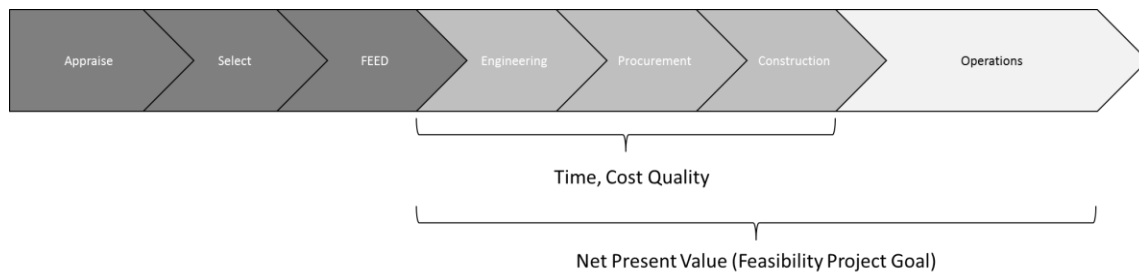 Appraise Select FEED Engineering Procurement Construction Operations
Time, Cost Quality
Net Present Value (Feasibility Project Goal)